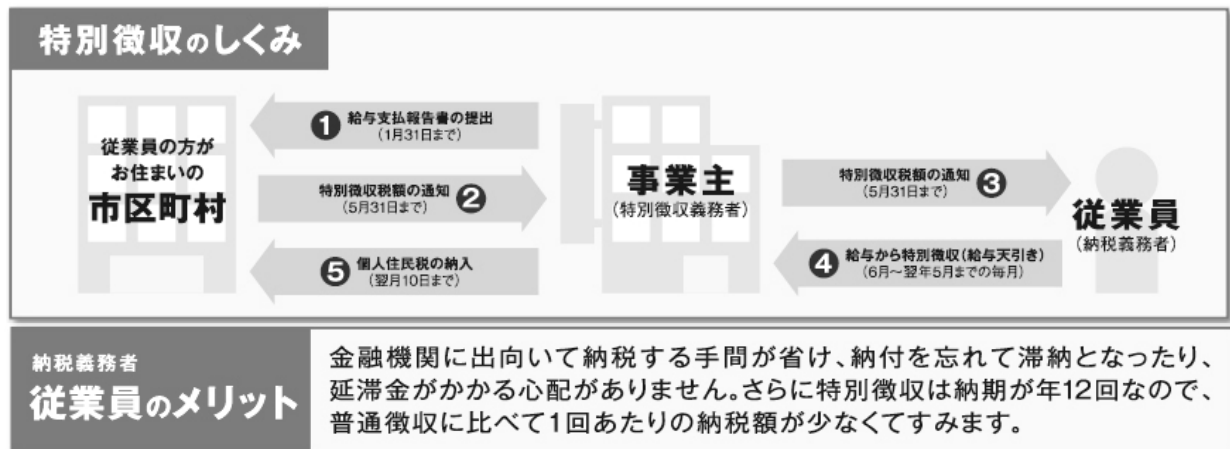 特別徴収のしくみ
従業員の方が
お住まいの
市区町村
❶ 給与支払報告書の提出
(1月31日まで)
特別徴収税額の通知 ❷
(5月31日まで)
❺ 個人住民税の納入
(翌月10日まで)
事業主
(特別徴収義務者)
特別徴収税額の通知 ❸
(5月31日まで)
❹ 給与から特別徴収(給与天引き)
(6月〜翌年5月までの毎月)
従業員
(納税義務者)
納税義務者
従業員のメリット
金融機関に出向いて納税する手間が省け、納付を忘れて滞納となったり、
延滞金がかかる心配がありません。さらに特別徴収は納期が年12回なので、
普通徴収に比べて1回あたりの納税額が少なくてすみます。